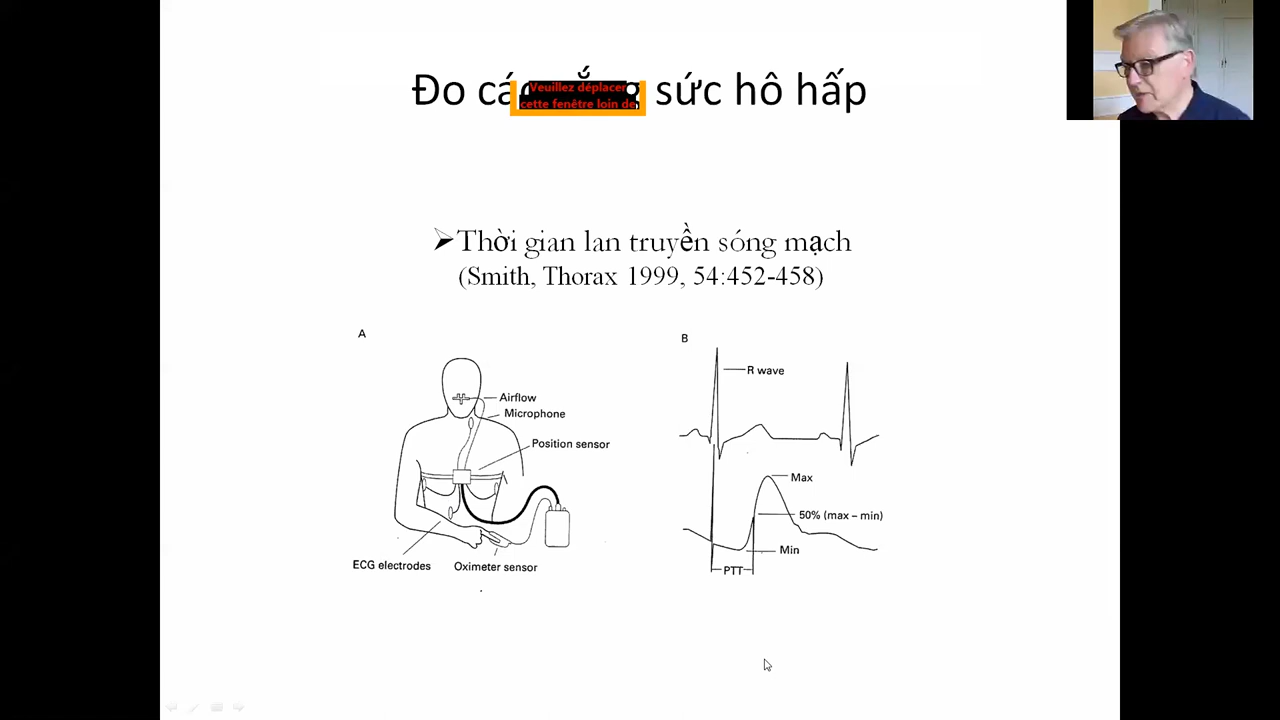 Đo sức hô hấp
Veuillez déplacer
cette fenêtre loin de
➢Thời gian lan truyền sóng mạch
(Smith, Thorax 1999, 54:452-458)
A
Airflow
Microphone
Position sensor
ECG electrodes
Oximeter sensor
B
R wave
Max
50% (max – min)
Min
PTT